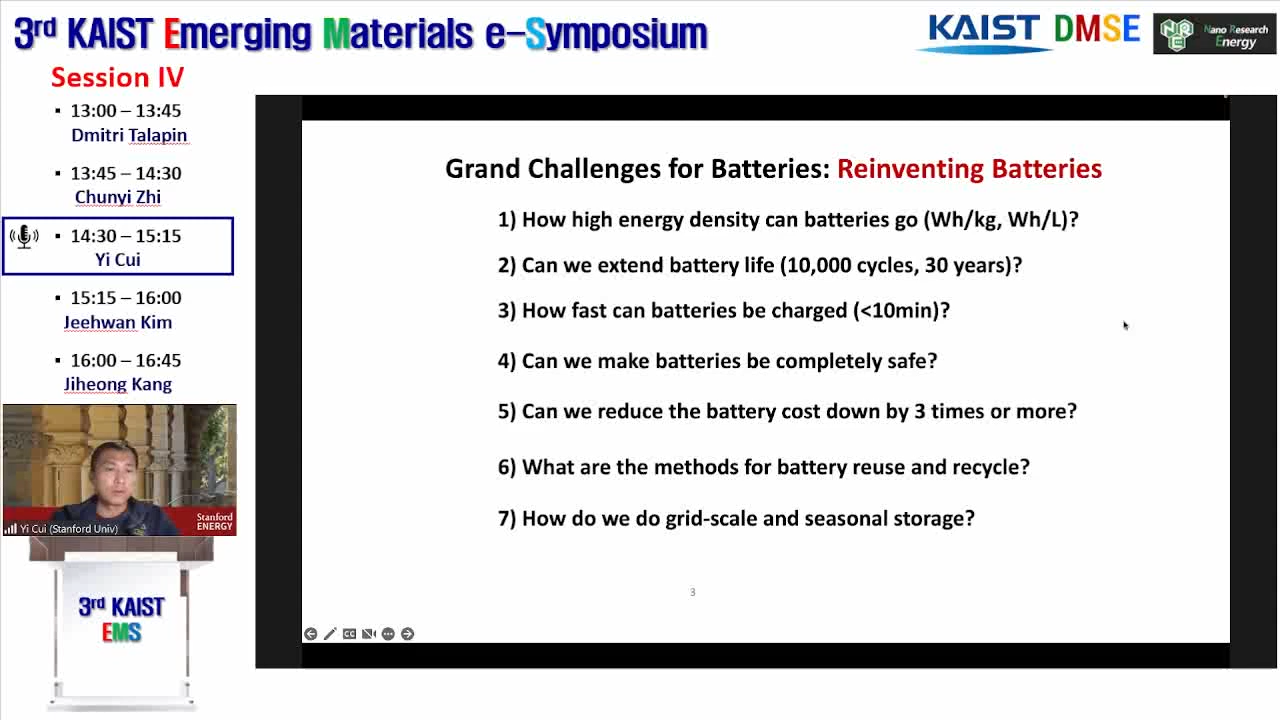 3rd KAIST Emerging Materials e-Symposium
KAIST DMSE
NRE
Nano Research
Energy
Session IV
▪ 13:00 – 13:45
Dmitri Talapin
▪ 13:45 – 14:30
Chunyi Zhi
▪ 14:30 – 15:15
Yi Cui
▪ 15:15 – 16:00
Jeehwan Kim
▪ 16:00 – 16:45
Jiheong Kang
Grand Challenges for Batteries: Reinventing Batteries
1) How high energy density can batteries go (Wh/kg, Wh/L)?
2) Can we extend battery life (10,000 cycles, 30 years)?
3) How fast can batteries be charged (<10min)?
4) Can we make batteries be completely safe?
5) Can we reduce the battery cost down by 3 times or more?
6) What are the methods for battery reuse and recycle?
7) How do we do grid-scale and seasonal storage?
3
CC
Stanford
ENERGY
Yi Cui (Stanford Univ)
3rd KAIST
EMS